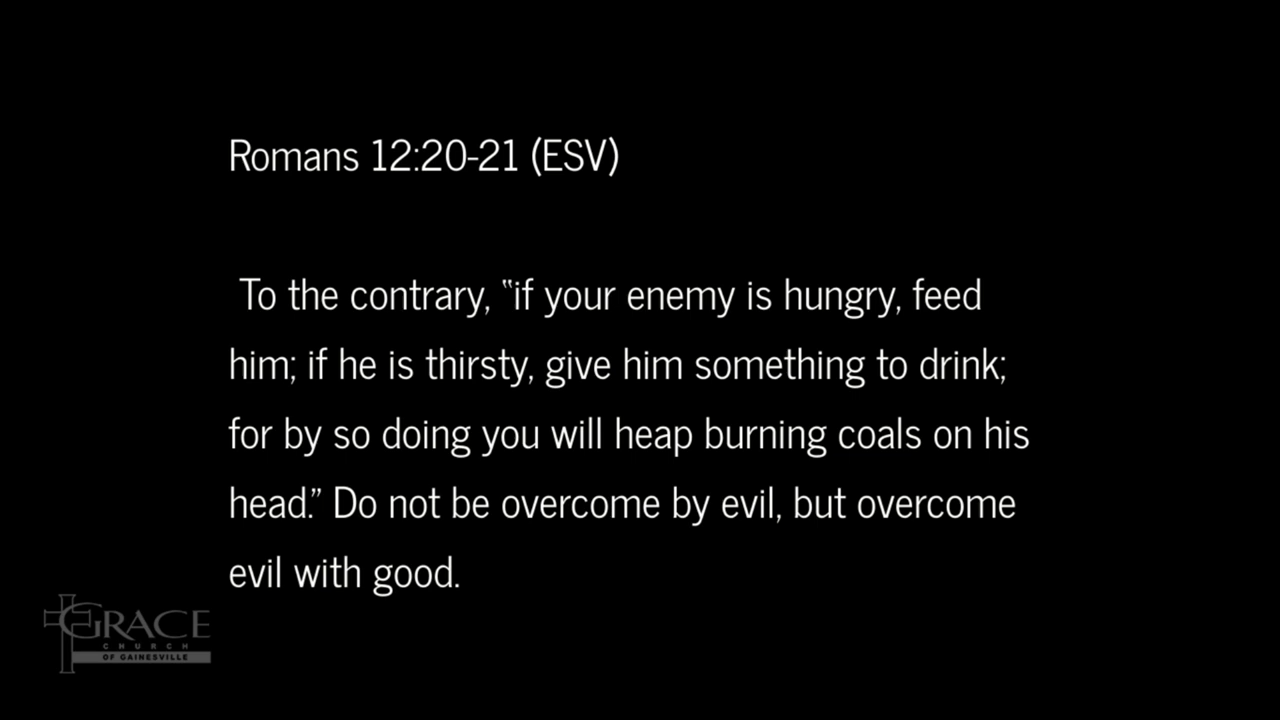 Romans 12:20-21 (ESV)
To the contrary, “if your enemy is hungry, feed
him; if he is thirsty, give him something to drink;
for by so doing you will heap burning coals on his
head.” Do not be overcome by evil, but overcome
evil with good.
GRACE
CHURCH
OF GAINESVILLE